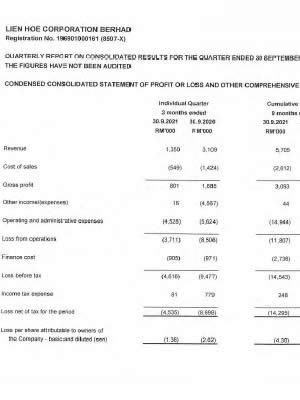 LIEN HOE CORPORATION BERHAD
Registration No. 196901000161 (8507-X)
QUARTERLY REPORT ON CONSOLIDATED RESULTS FOR THE QUARTER ENDED 30 SEPTEMBER
THE FIGURES HAVE NOT BEEN AUDITED
CONDENSED CONSOLIDATED STATEMENT OF PROFIT OR LOSS AND OTHER COMPREHENSIVE
Individual Quarter Cumulative
3 months ended 9 months
30.9.2021 30.9.2020 30.9.2021
RM'000 RM'000 RM'000
Revenue 1,350 3,109 5,705
Cost of sales (549) (1,424) (2,612)
Gross profit 801 1,685 3,093
Other income/(expenses) 16 (4,567) 44
Operating and administrative expenses (4,528) (5,624) (14,944)
Loss from operations (3,711) (8,506) (11,807)
Finance cost (905) (971) (2,736)
Loss before tax (4,616) (9,477) (14,543)
Income tax expense 81 779 248
Loss net of tax for the period (4,535) (8,698) (14,295)
Loss per share attributable to owners of
the Company - basic and diluted (sen) (1.36) (2.62) (4.30)